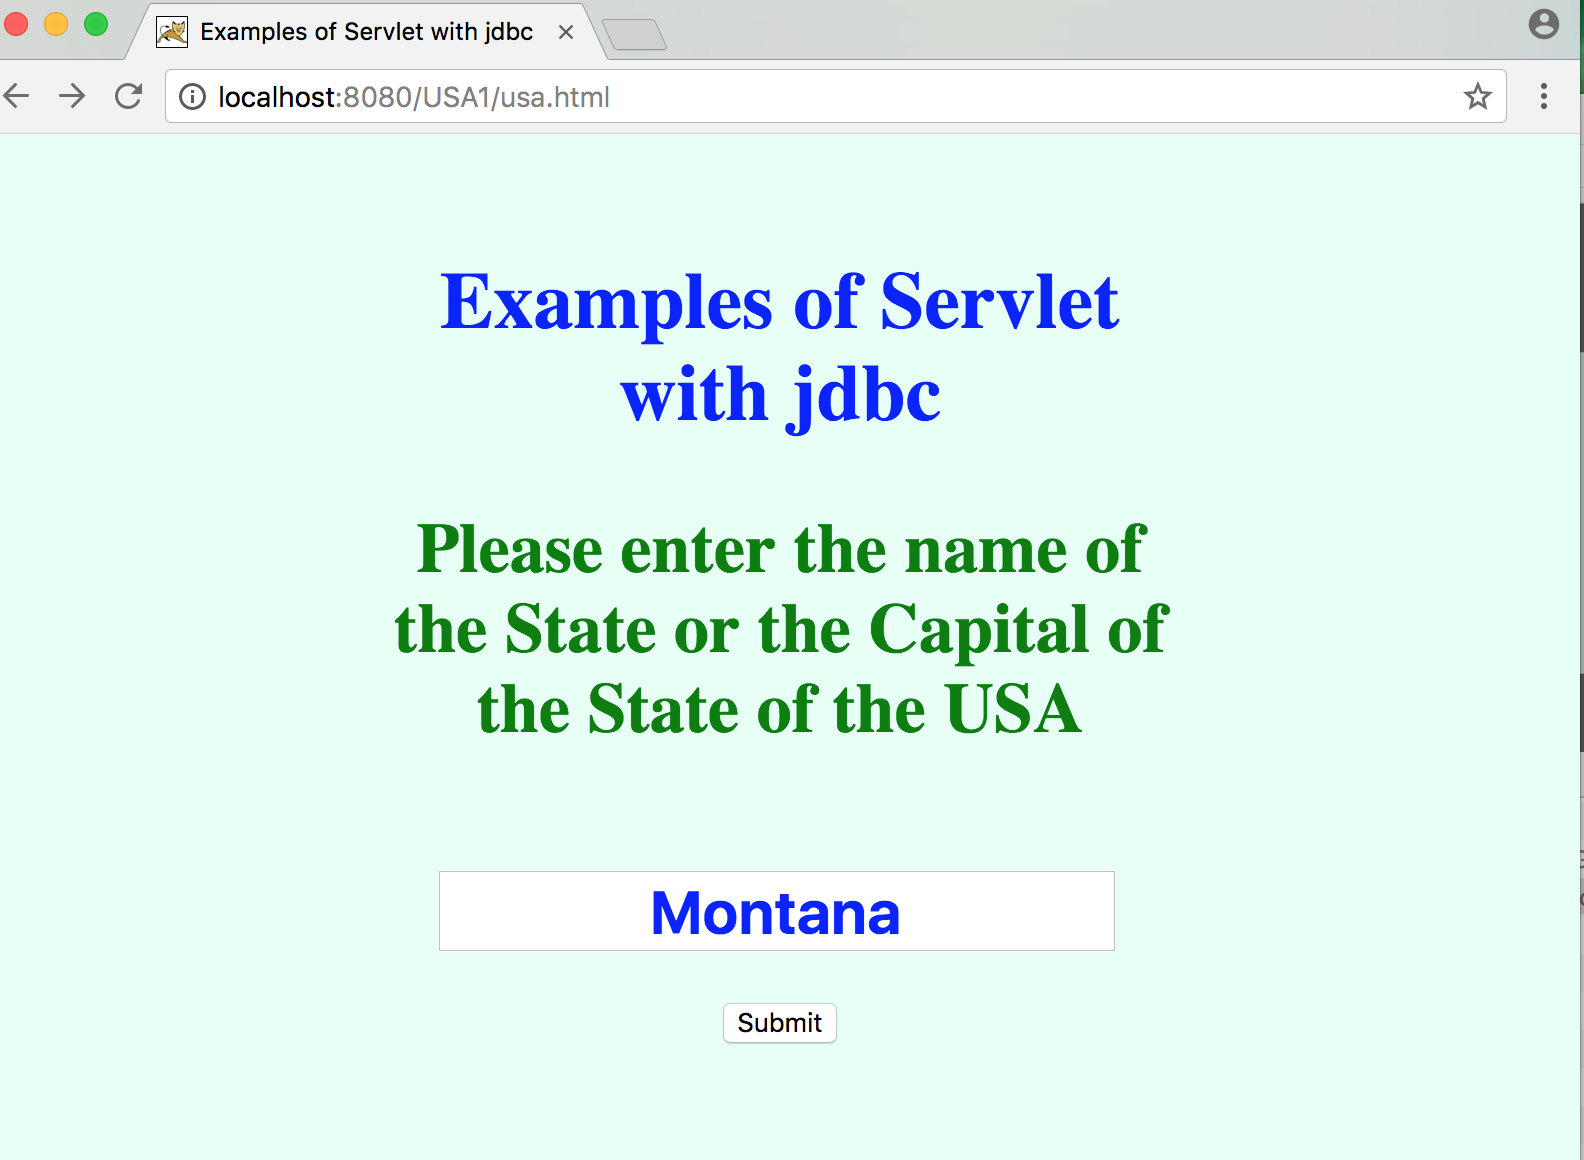 Examples of Servlet with jdbc
localhost:8080/USA1/usa.html
Examples of Servlet
with jdbc
Please enter the name of
the State or the Capital of
the State of the USA
Montana
Submit